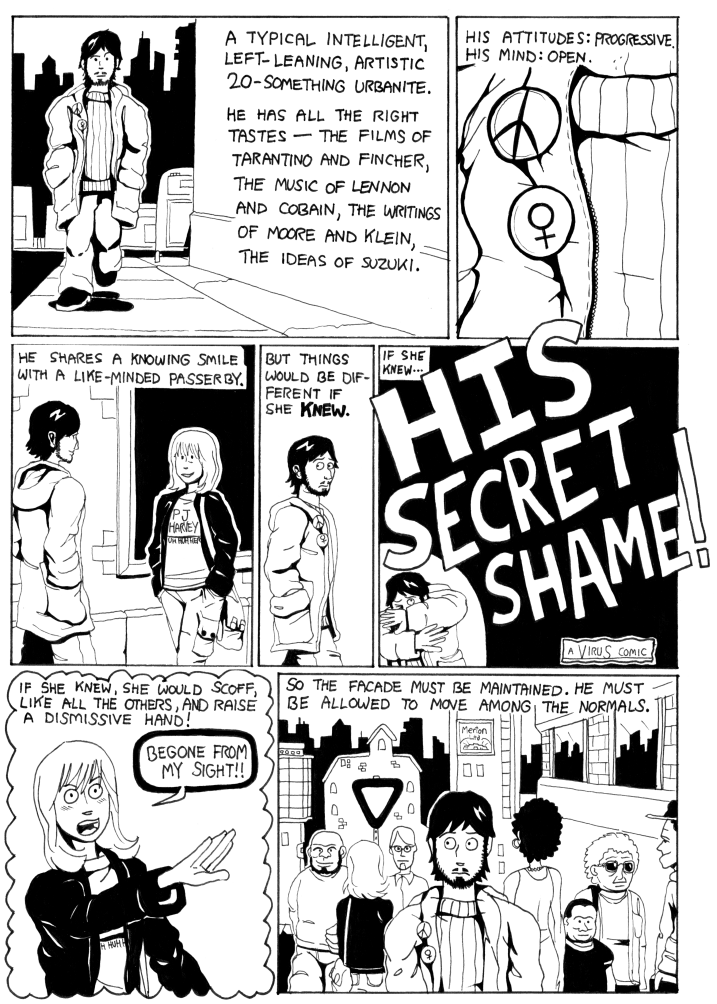 A TYPICAL INTELLIGENT,
LEFT-LEANING, ARTISTIC
20-SOMETHING URBANITE.
HE HAS ALL THE RIGHT
TASTES — THE FILMS OF
TARANTINO AND FINCHER,
THE MUSIC OF LENNON
AND COBAIN, THE WRITINGS
OF MOORE AND KLEIN,
THE IDEAS OF SUZUKI.
HIS ATTITUDES: PROGRESSIVE.
HIS MIND: OPEN.
HE SHARES A KNOWING SMILE
WITH A LIKE-MINDED PASSERBY.
PJ
HARVEY
UH HUH HER
BUT THINGS
WOULD BE DIF-
FERENT IF
SHE KNEW.
IF SHE
KNEW...
HIS
SECRET
SHAME!
A VIRUS COMIC
IF SHE KNEW, SHE WOULD SCOFF,
LIKE ALL THE OTHERS, AND RAISE
A DISMISSIVE HAND!
BEGONE FROM
MY SIGHT!!
H HUH H
SO THE FACADE MUST BE MAINTAINED. HE MUST
BE ALLOWED TO MOVE AMONG THE NORMALS.
Merton